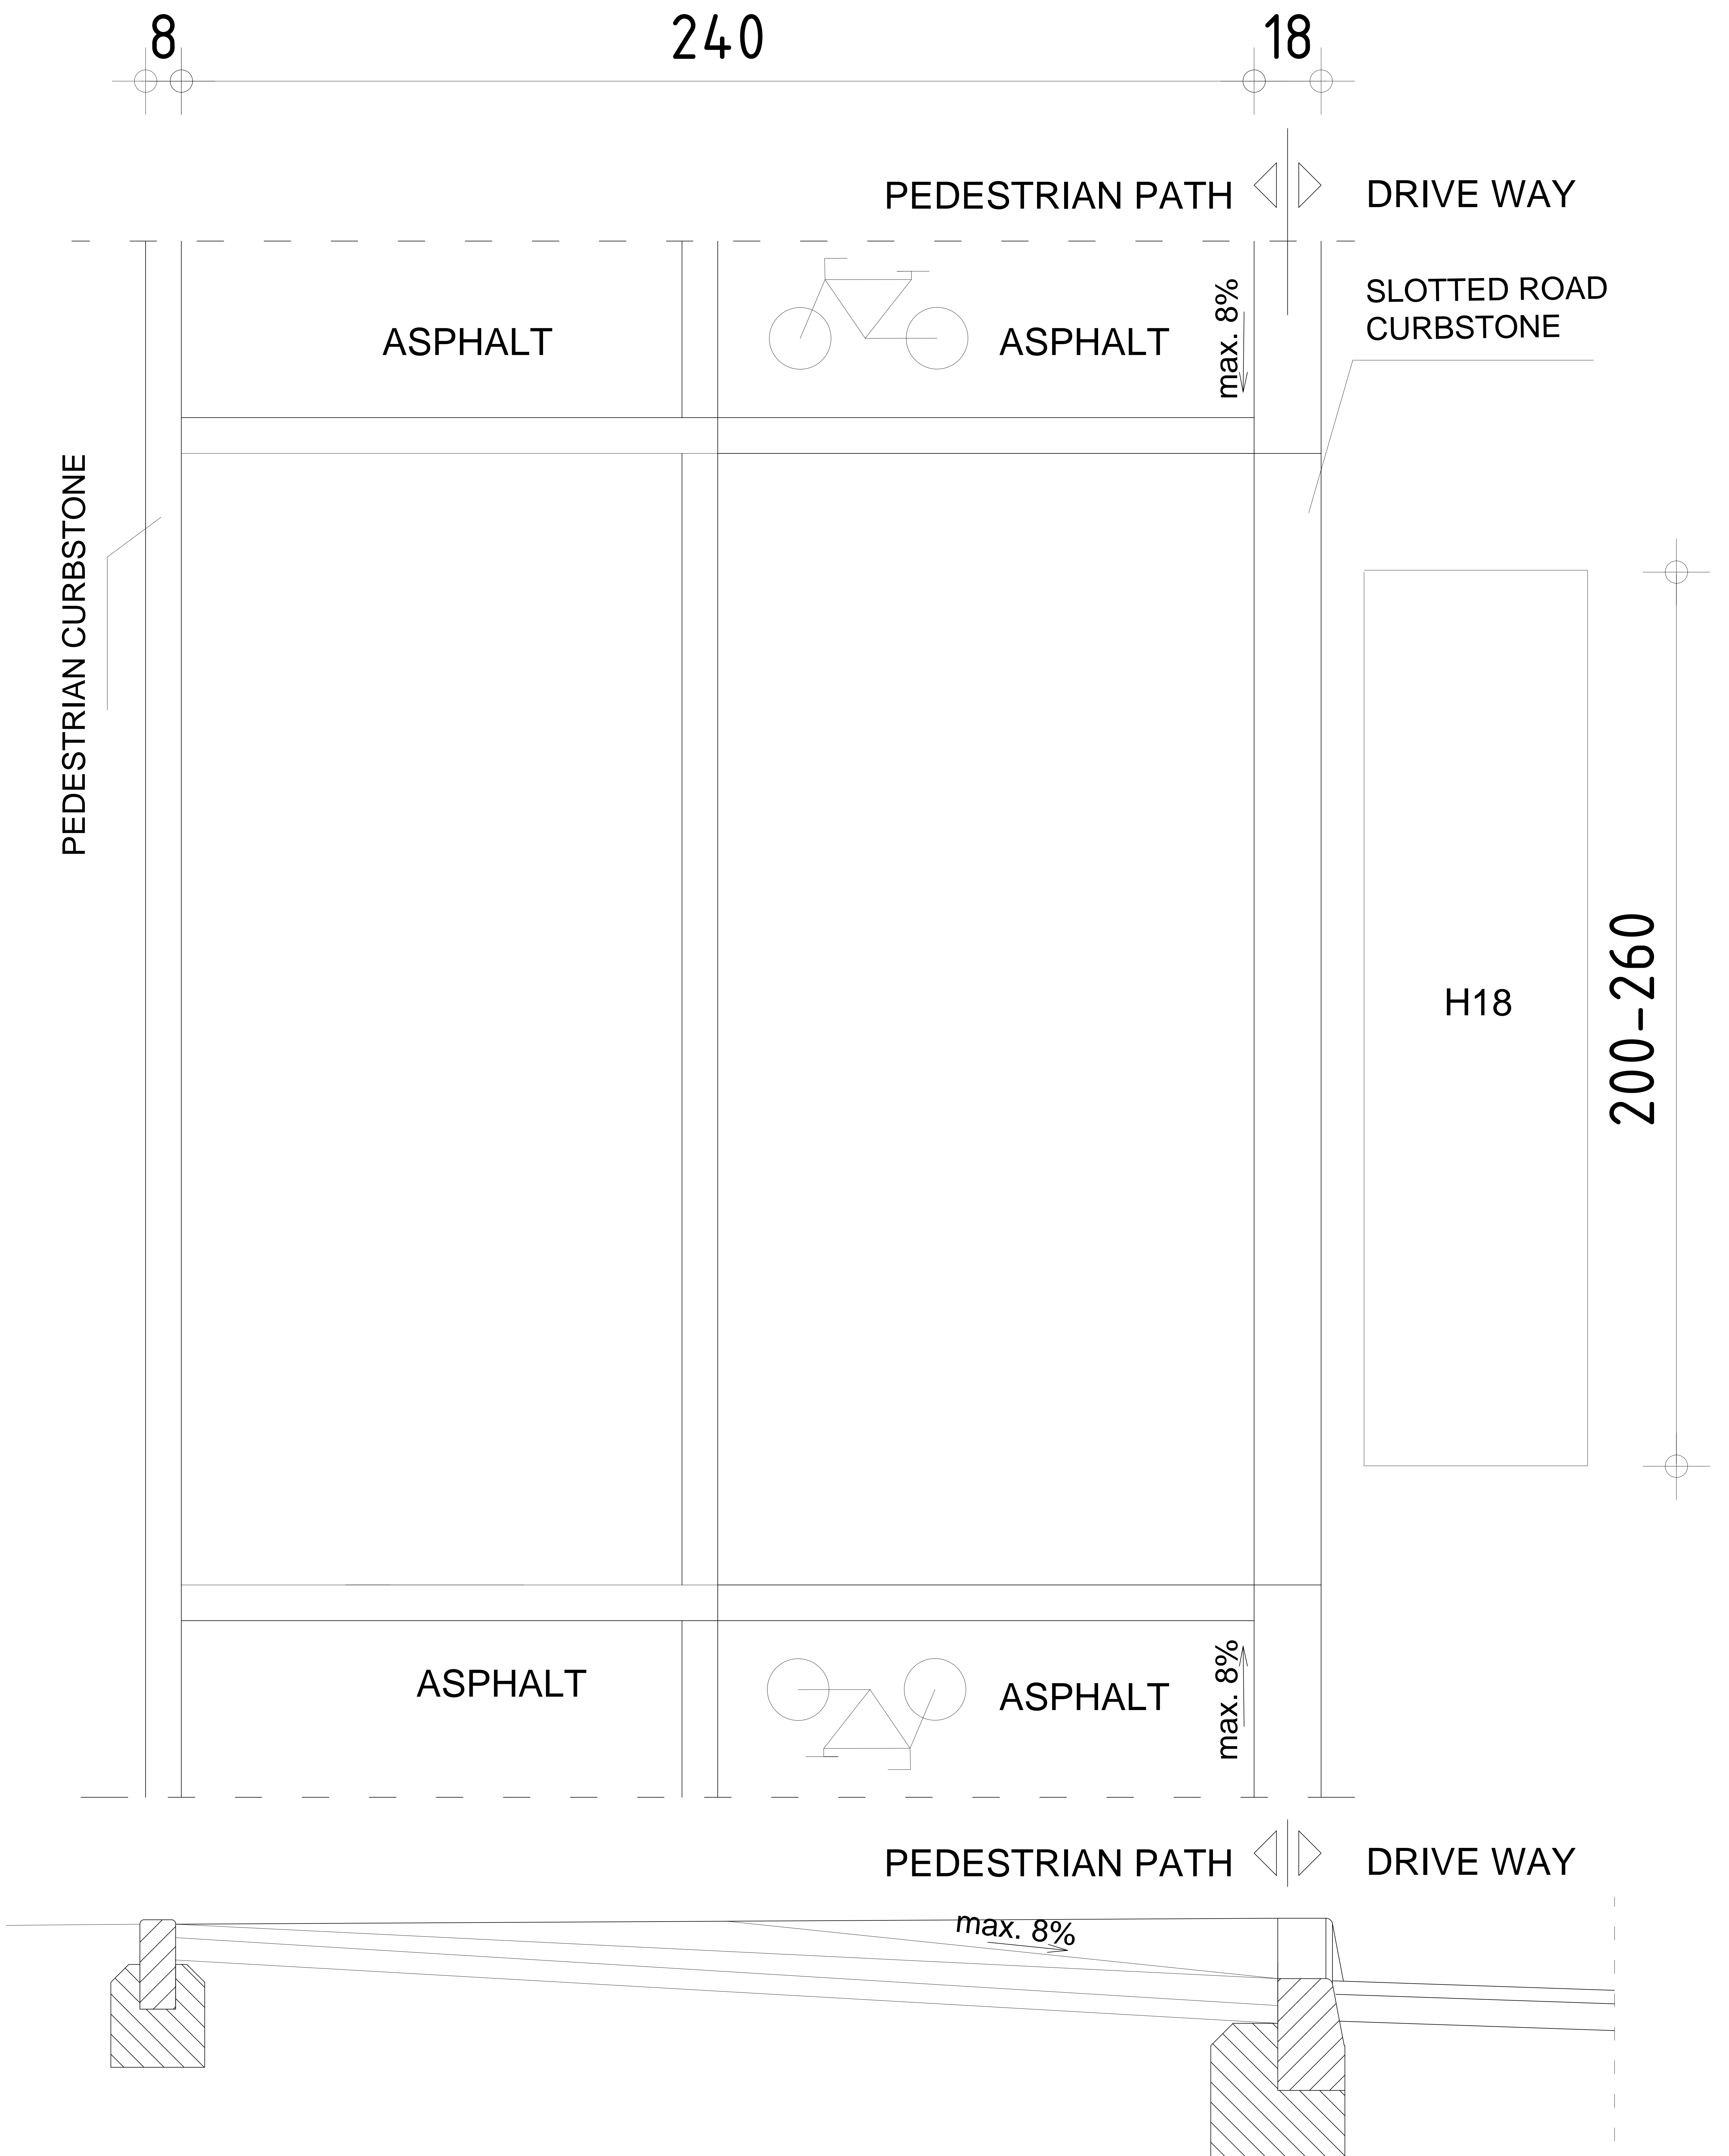 8
240
18
PEDESTRIAN PATH
DRIVE WAY
SLOTTED ROAD
CURBSTONE
ASPHALT
ASPHALT
max. 8%
PEDESTRIAN CURBSTONE
H18
200-260
ASPHALT
ASPHALT
max. 8%
PEDESTRIAN PATH
DRIVE WAY
max. 8%